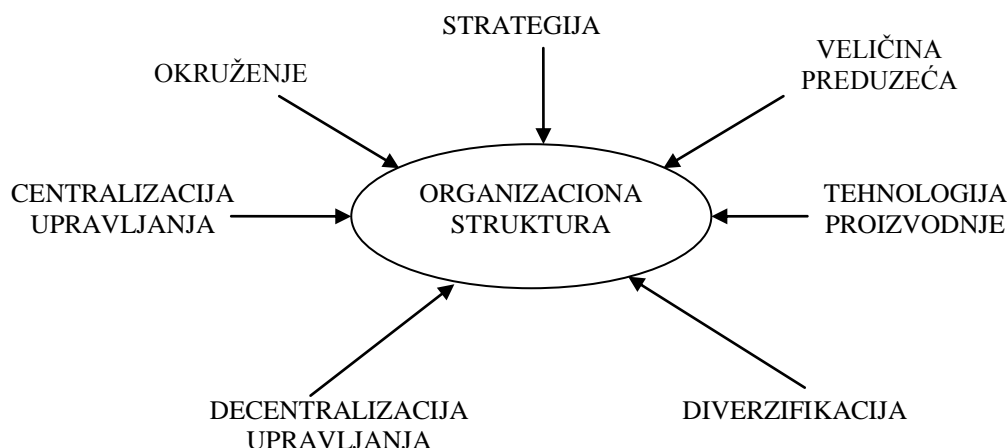 STRATEGIJA
OKRUŽENJE
VELIČINA
PREDUZEĆA
CENTRALIZACIJA
UPRAVLJANJA
ORGANIZACIONA
STRUKTURA
TEHNOLOGIJA
PROIZVODNJE
DECENTRALIZACIJA
UPRAVLJANJA
DIVERZIFIKACIJA